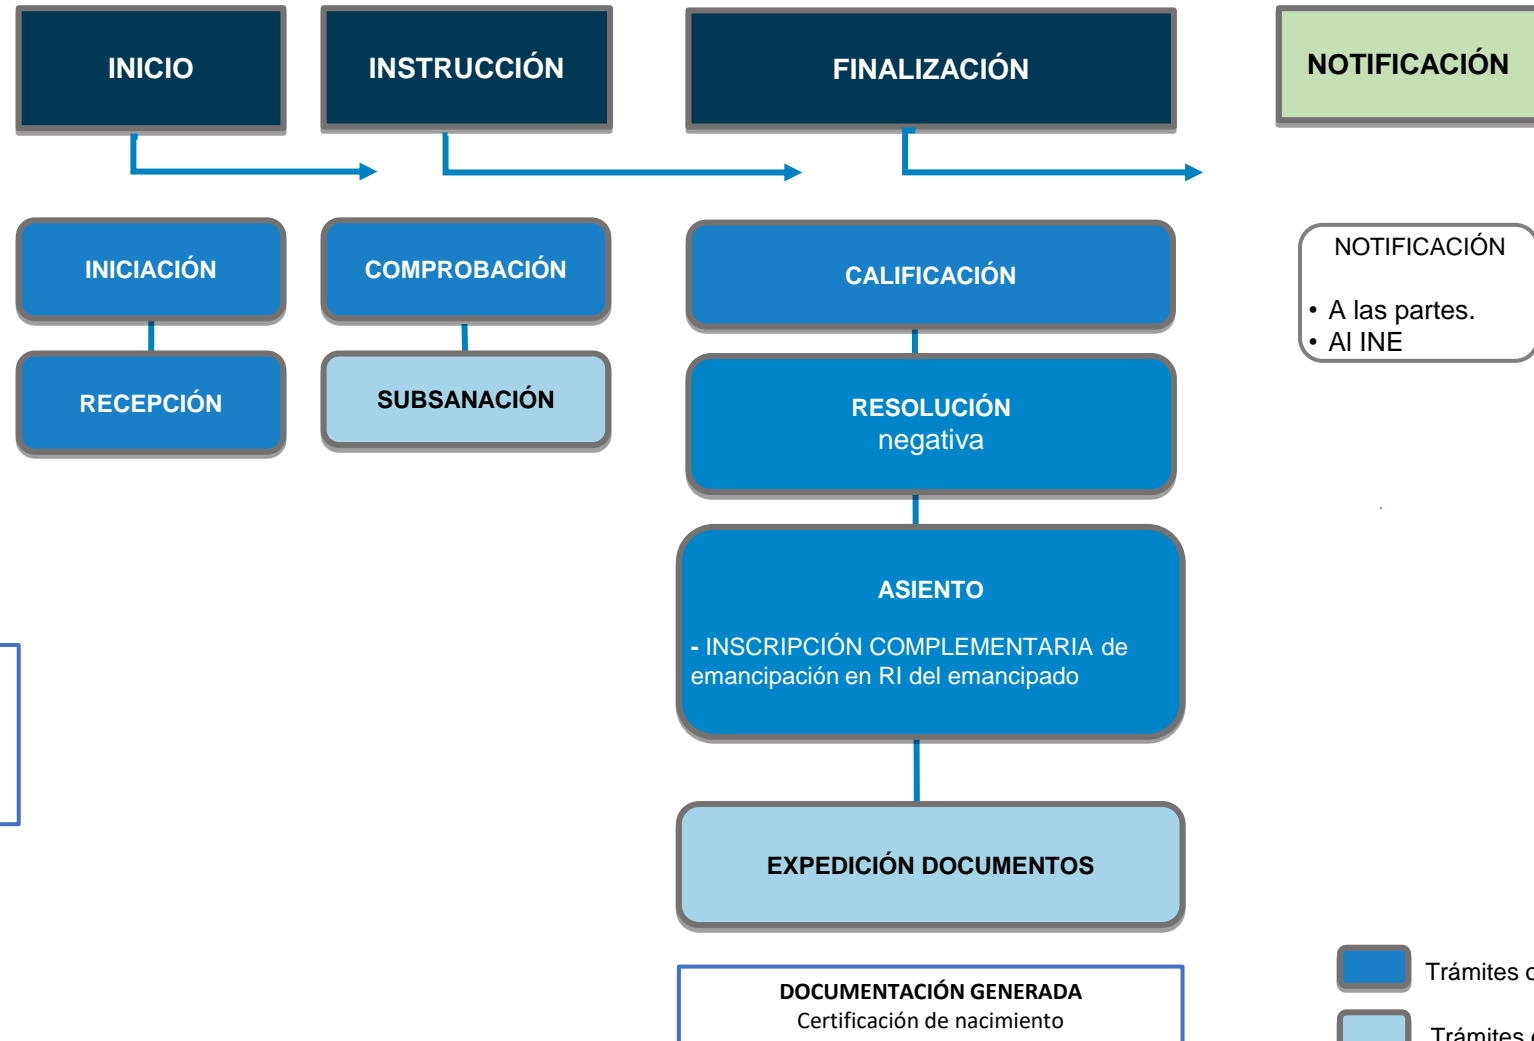 INICIO
INSTRUCCIÓN
FINALIZACIÓN
NOTIFICACIÓN
INICIACIÓN
RECEPCIÓN
COMPROBACIÓN
SUBSANACIÓN
CALIFICACIÓN
RESOLUCIÓN
negativa
ASIENTO
- INSCRIPCIÓN COMPLEMENTARIA de
emancipación en RI del emancipado
EXPEDICIÓN DOCUMENTOS
DOCUMENTACIÓN GENERADA
Certificación de nacimiento
NOTIFICACIÓN
• A las partes.
• Al INE
Trámites
Trámites